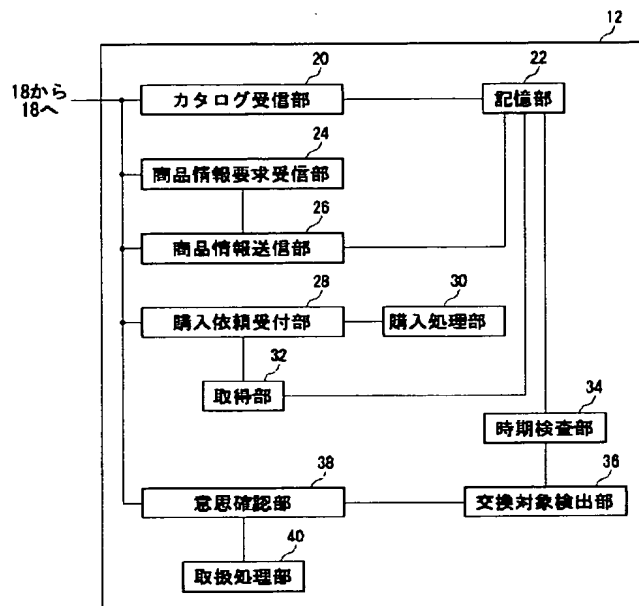 12
20
22
18から
18へ
カタログ受信部
記憶部
24
商品情報要求受信部
26
商品情報送信部
28
30
購入依頼受付部
購入処理部
32
取得部
34
時期検査部
38
36
意思確認部
交換対象検出部
40
取扱処理部